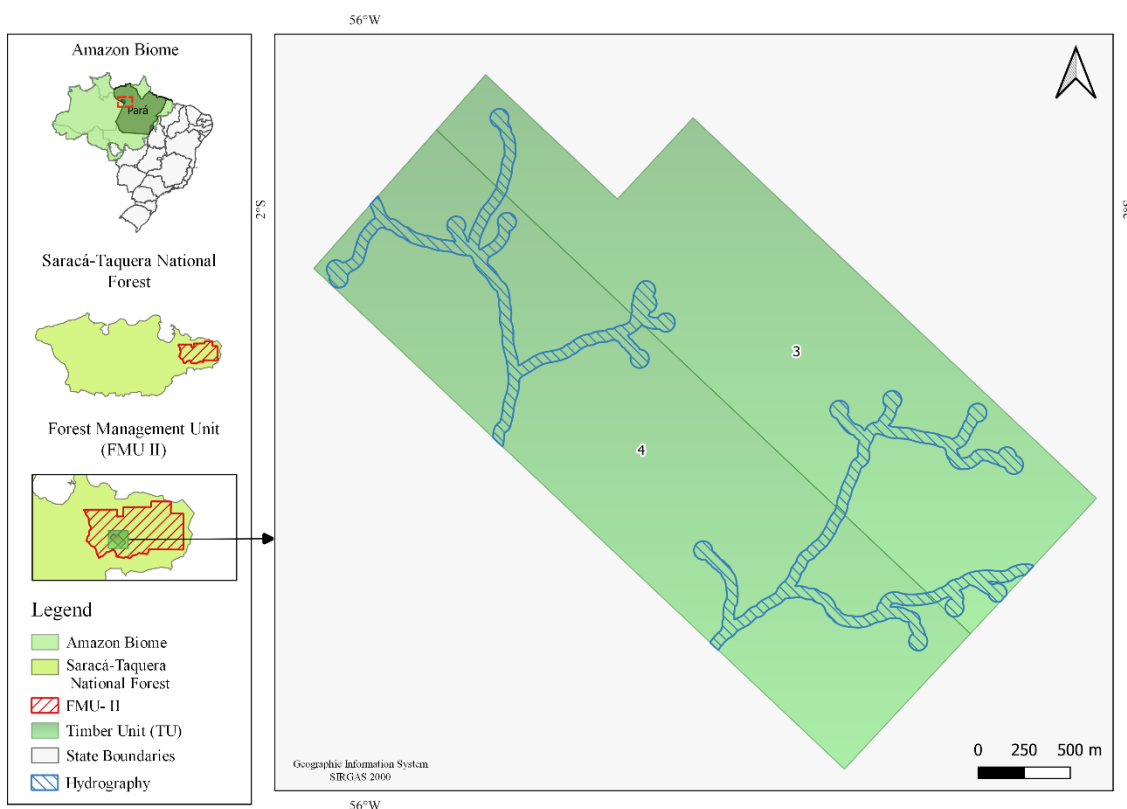 56°W
Amazon Biome
Pará
2°S
2°S
Saracá-Taquera National
Forest
3
Forest Management Unit
(FMU II)
4
Legend
Amazon Biome
Saracá-Taquera
National Forest
FMU- II
Timber Unit (TU)
State Boundaries
Hydrography
Geographic Information System
SIRGAS 2000
0 250 500 m
56°W